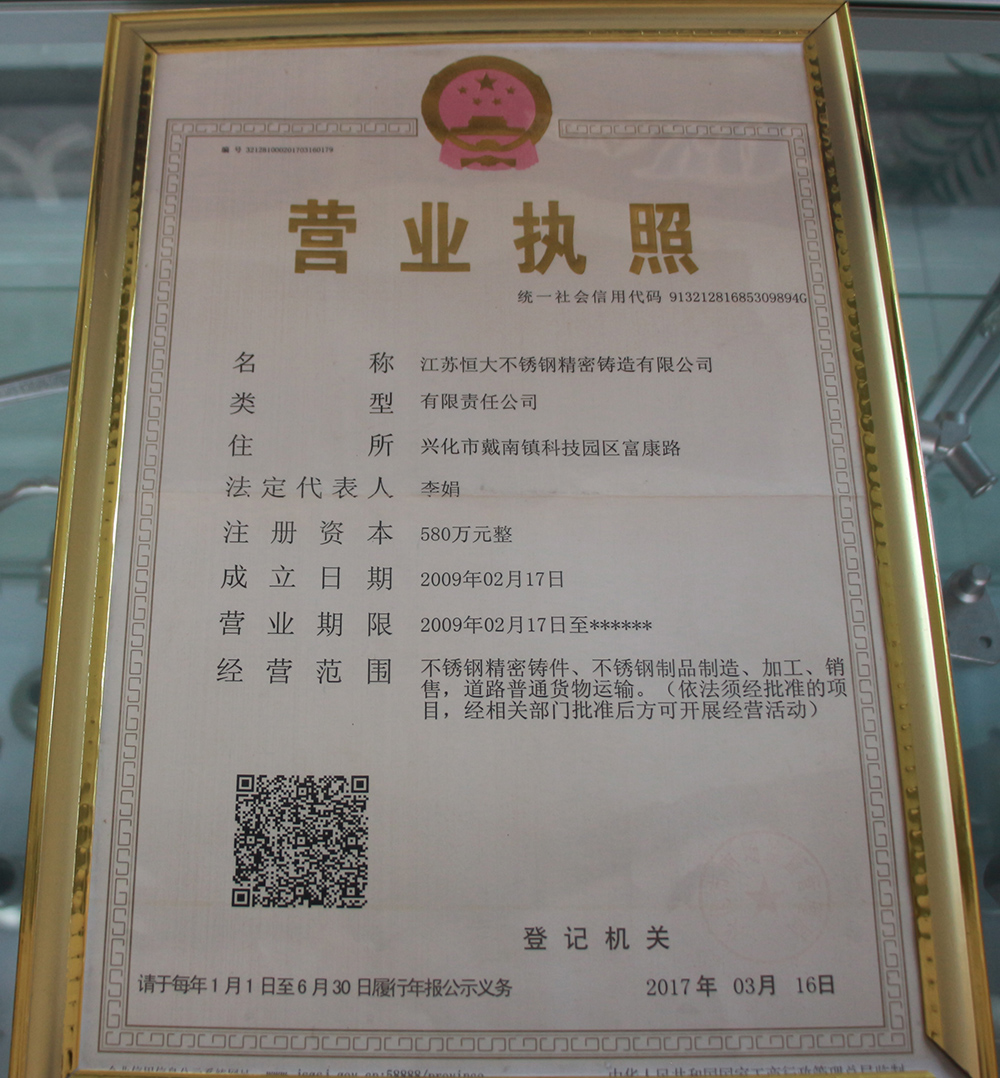 编 号 321281000201703160179
营业执照
统一社会信用代码 91321281685309894G
名称 江苏恒大不锈钢精密铸造有限公司
类型 有限责任公司
住所 兴化市戴南镇科技园区富康路
法定代表人 李娟
注册资本 580万元整
成立日期 2009年02月17日
营业期限 2009年02月17日至******
经营范围 不锈钢精密铸件、不锈钢制品制造、加工、销
售，道路普通货物运输。（依法须经批准的项
目，经相关部门批准后方可开展经营活动）
登记机关
请于每年1月1日至6月30日履行年报公示义务
2017年 03月 16日